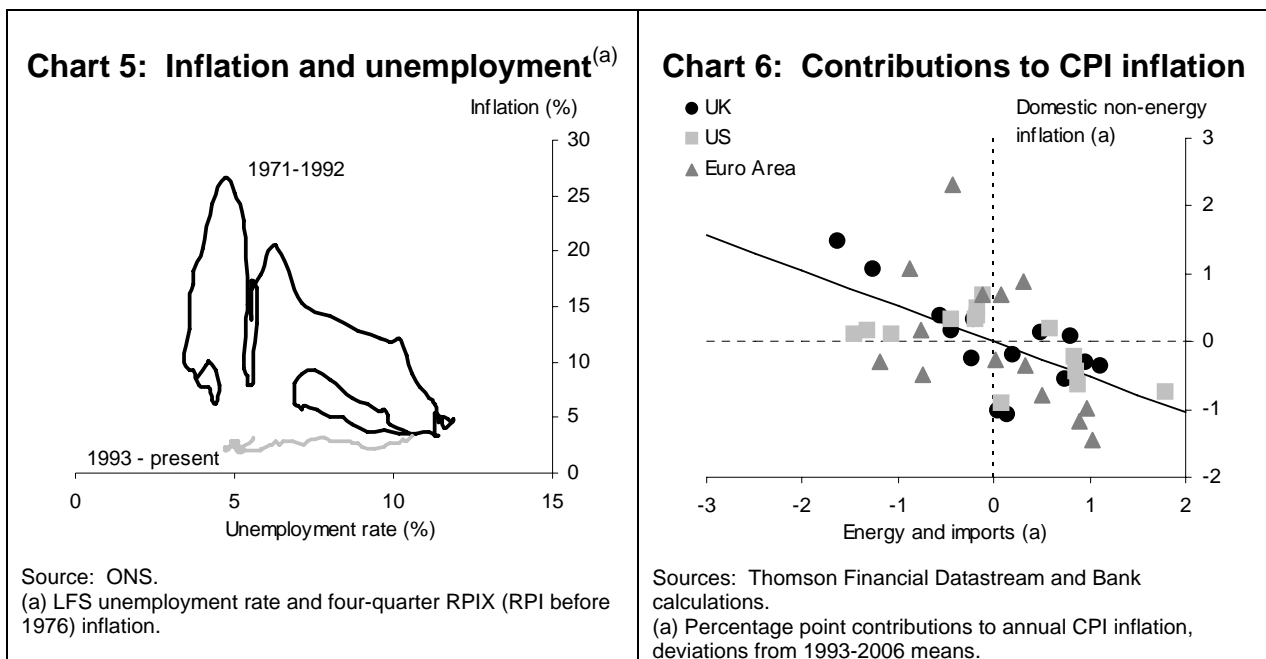 Chart 5: Inflation and unemployment(a)
Inflation (%)
30
25
20
15
10
5
0
1971-1992
1993 - present
0
5
10
15
Unemployment rate (%)
Source: ONS.
(a) LFS unemployment rate and four-quarter RPIX (RPI before
1976) inflation.
Chart 6: Contributions to CPI inflation
UK
US
Euro Area
Domestic non-energy
inflation (a)
3
2
1
0
-1
-2
-3
-2
-1
0
1
2
Energy and imports (a)
Sources: Thomson Financial Datastream and Bank
calculations.
(a) Percentage point contributions to annual CPI inflation,
deviations from 1993-2006 means.